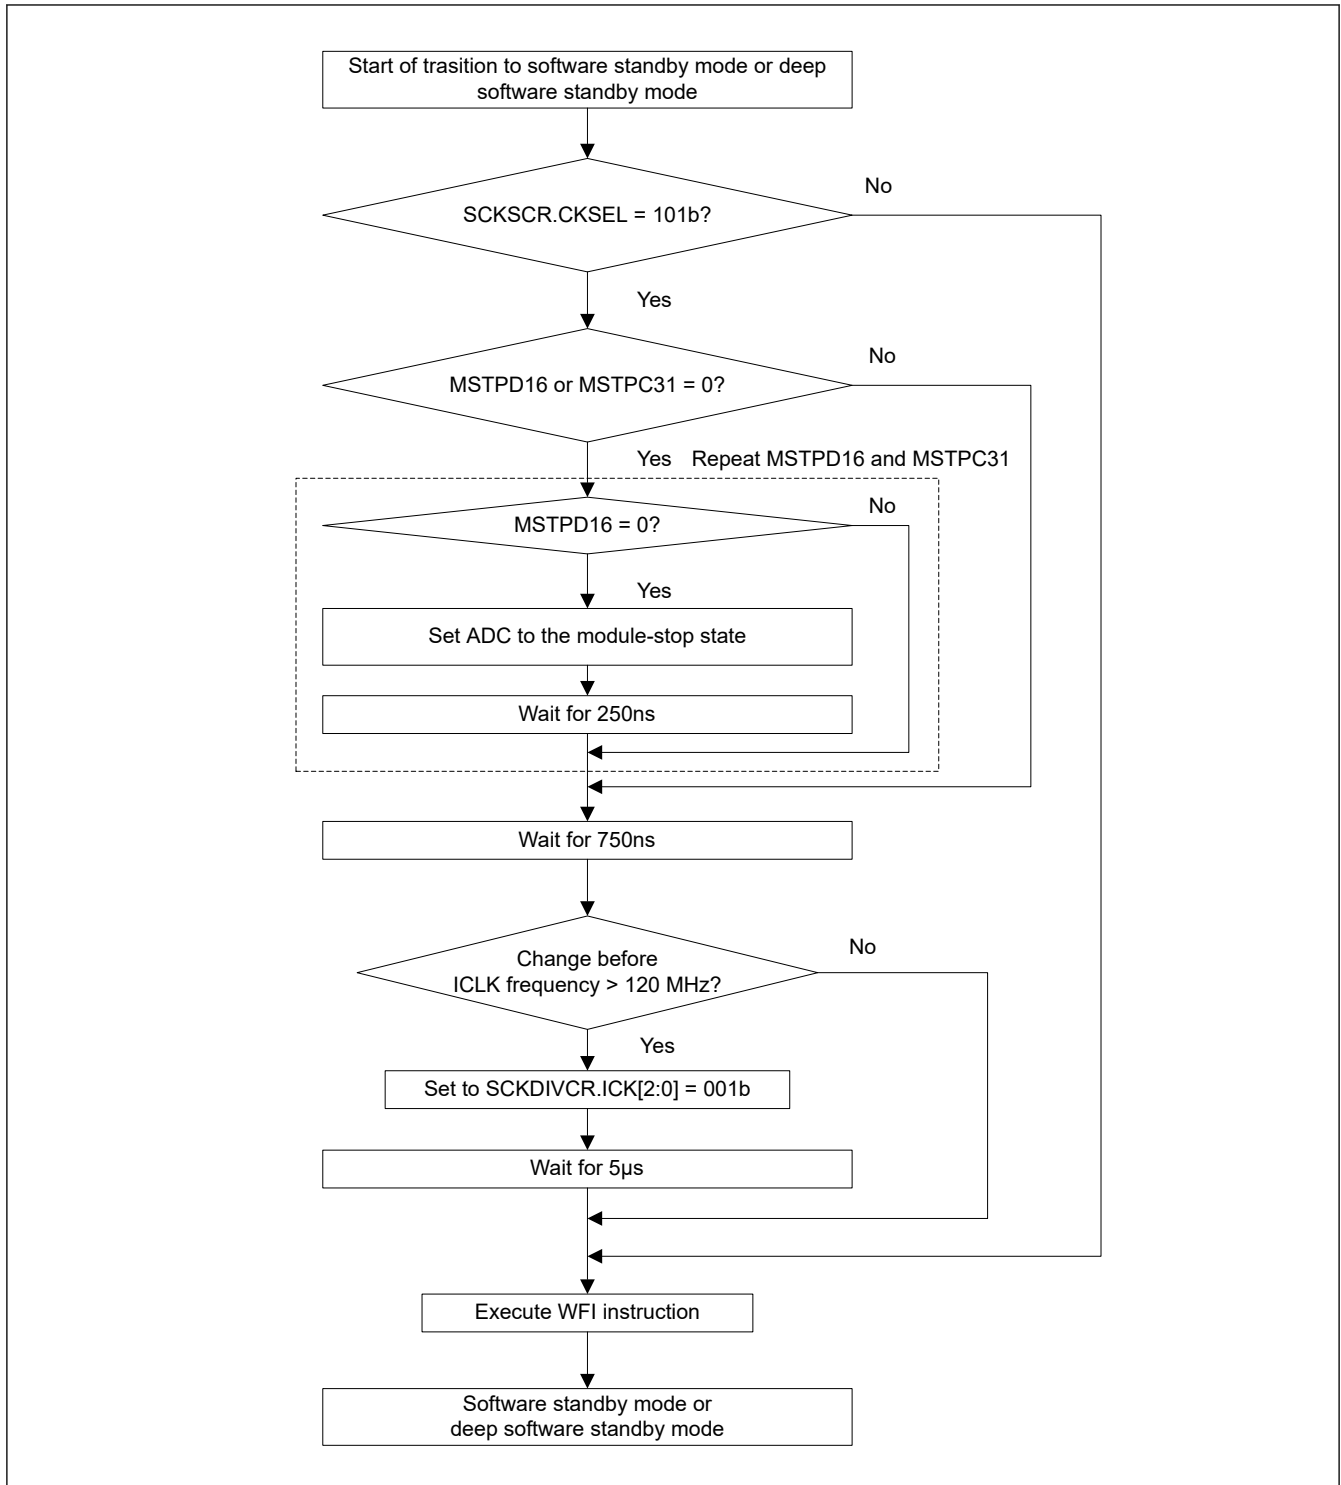 Start of trasition to software standby mode or deep
software standby mode
No
SCKSCR.CKSEL = 101b?
Yes
No
MSTPD16 or MSTPC31 = 0?
Yes Repeat MSTPD16 and MSTPC31
No
MSTPD16 = 0?
Yes
Set ADC to the module-stop state
Wait for 250ns
Wait for 750ns
No
Change before
ICLK frequency > 120 MHz?
Yes
Set to SCKDIVCR.ICK[2:0] = 001b
Wait for 5µs
Execute WFI instruction
Software standby mode or
deep software standby mode